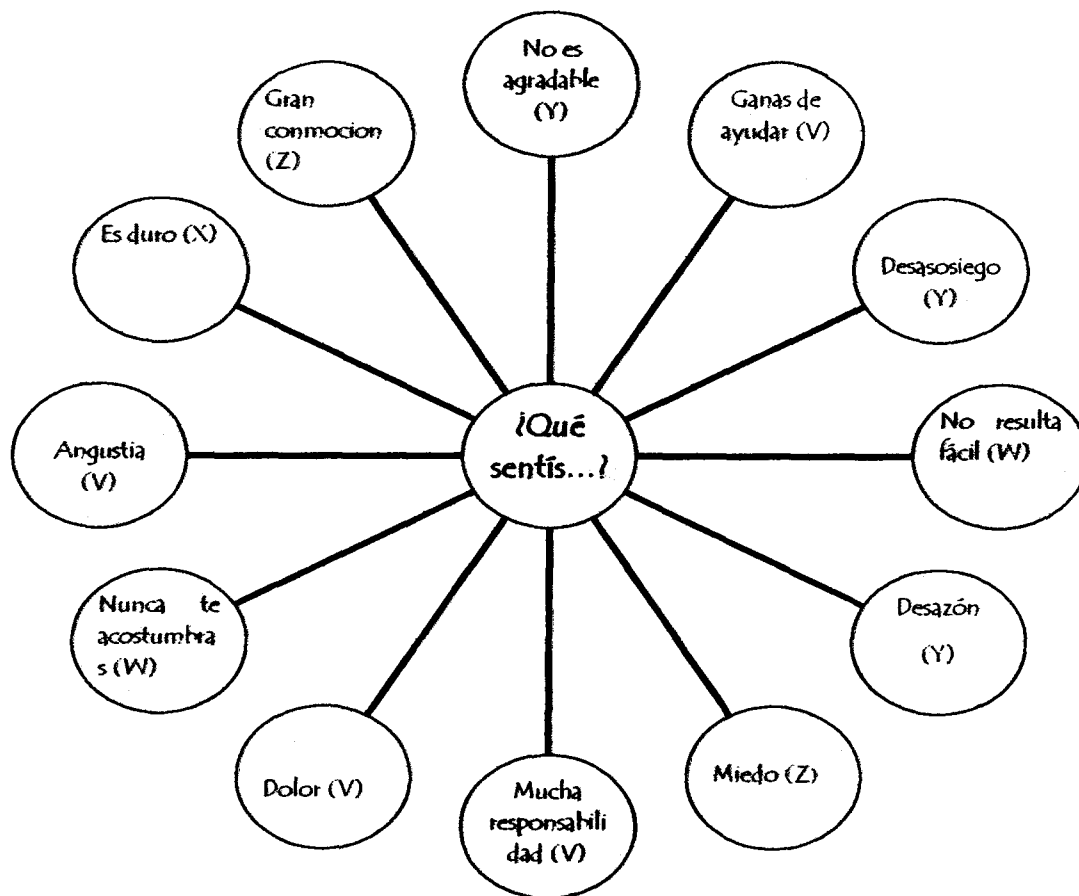 No es
agradable
(Y)
Ganas de
ayudar (V)
Desasosiego
(Y)
No resulta
fácil (W)
Desazón
(Y)
Miedo (Z)
Mucha
responsabili
dad (V)
Dolor (V)
Nunca te
acostumbra
s (W)
Angustia
(V)
Es duro (X)
Gran
conmocion
(Z)
¿Qué
sentís...?